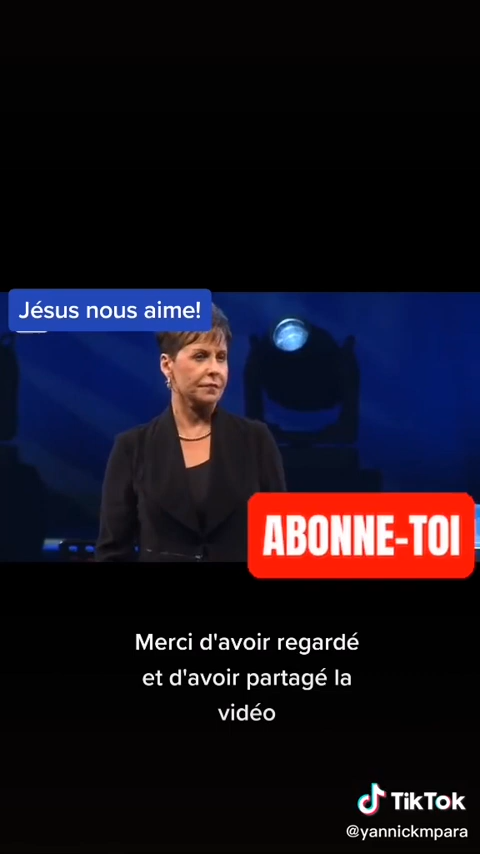 Jésus nous aime!
ABONNE-TOI
Merci d'avoir regardé
et d'avoir partagé la
vidéo
TikTok
@yannickmpara